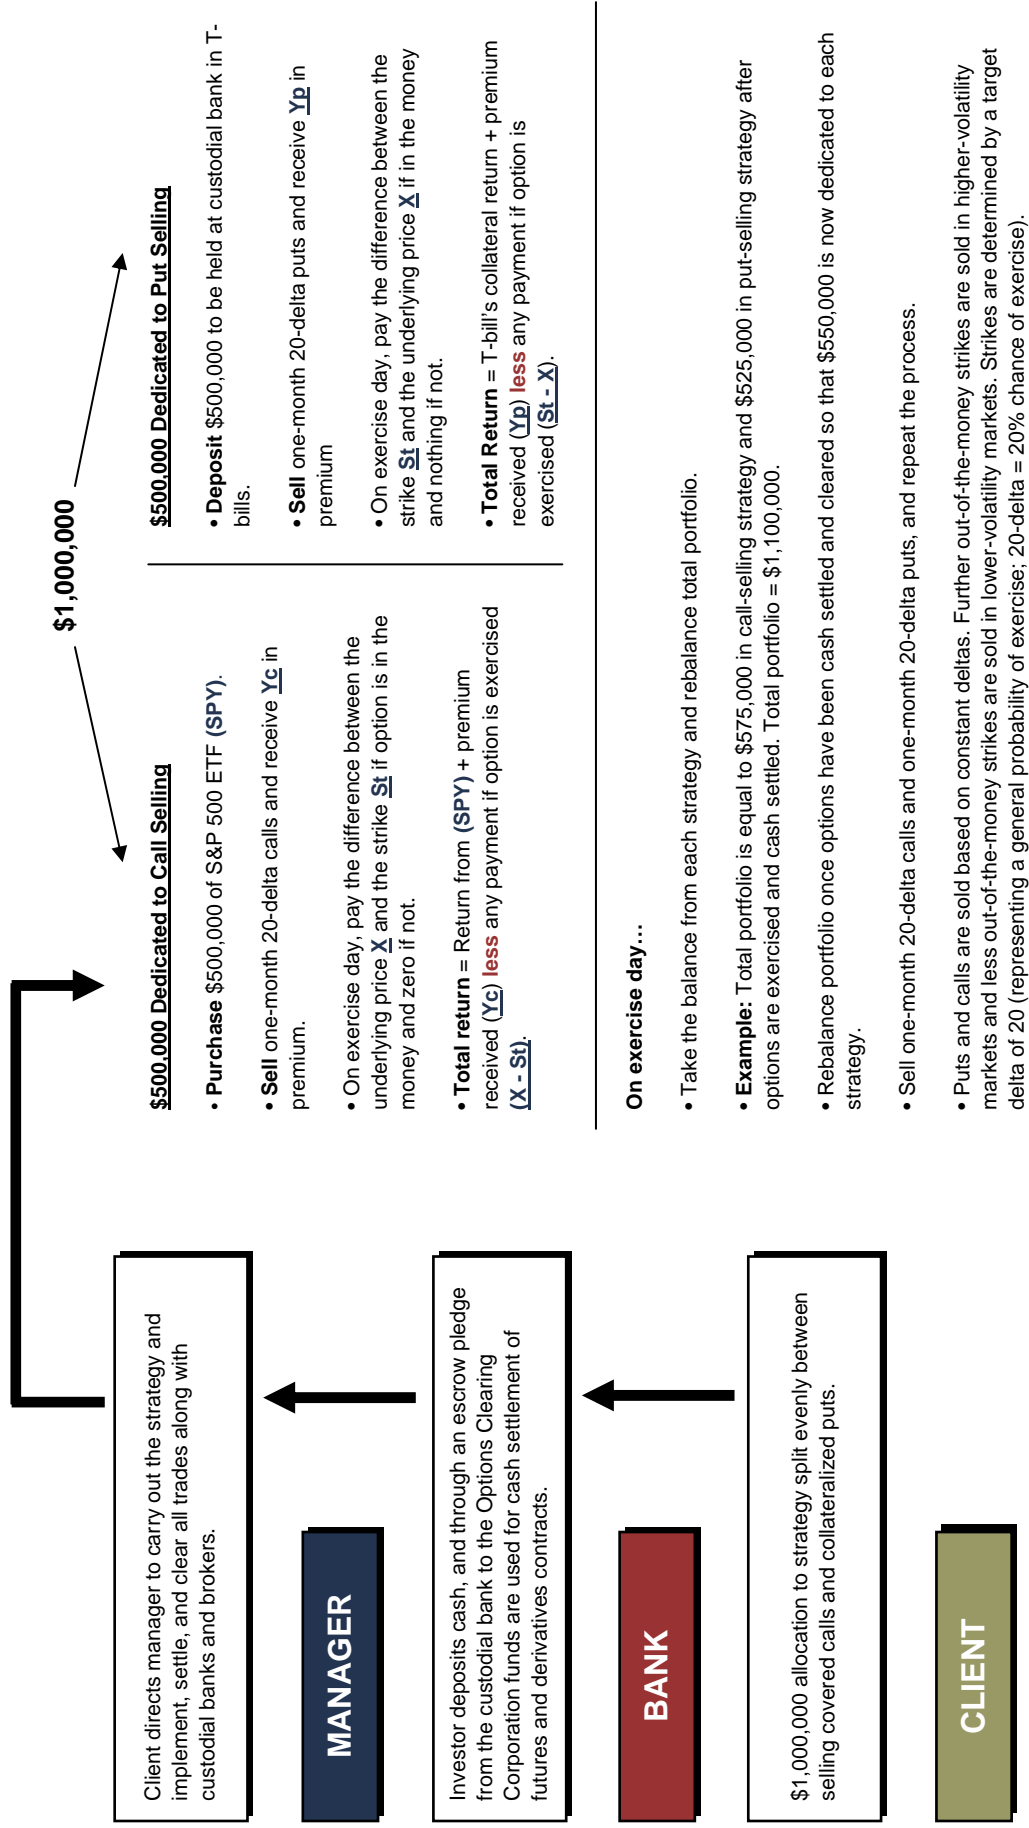 Client directs manager to carry out the strategy and
implement, settle, and clear all trades along with
custodial banks and brokers.
MANAGER
Investor deposits cash, and through an escrow pledge
from the custodial bank to the Options Clearing
Corporation funds are used for cash settlement of
futures and derivatives contracts.
BANK
$1,000,000 allocation to strategy split evenly between
selling covered calls and collateralized puts.
CLIENT
$1,000,000
$500,000 Dedicated to Call Selling
• Purchase $500,000 of S&P 500 ETF (SPY).
• Sell one-month 20-delta calls and receive Yc in
premium.
• On exercise day, pay the difference between the
underlying price X and the strike St if option is in the
money and zero if not.
• Total return = Return from (SPY) + premium
received (Yc) less any payment if option is exercised
(X - St).
$500,000 Dedicated to Put Selling
• Deposit $500,000 to be held at custodial bank in T-
bills.
• Sell one-month 20-delta puts and receive Yp in
premium
• On exercise day, pay the difference between the
strike St and the underlying price X if in the money
and nothing if not.
• Total Return = T-bill’s collateral return + premium
received (Yp) less any payment if option is
exercised (St - X).
On exercise day…
• Take the balance from each strategy and rebalance total portfolio.
• Example: Total portfolio is equal to $575,000 in call-selling strategy and $525,000 in put-selling strategy after
options are exercised and cash settled. Total portfolio = $1,100,000.
• Rebalance portfolio once options have been cash settled and cleared so that $550,000 is now dedicated to each
strategy.
• Sell one-month 20-delta calls and one-month 20-delta puts, and repeat the process.
• Puts and calls are sold based on constant deltas. Further out-of-the-money strikes are sold in higher-volatility
markets and less out-of-the-money strikes are sold in lower-volatility markets. Strikes are determined by a target
delta of 20 (representing a general probability of exercise; 20-delta = 20% chance of exercise).